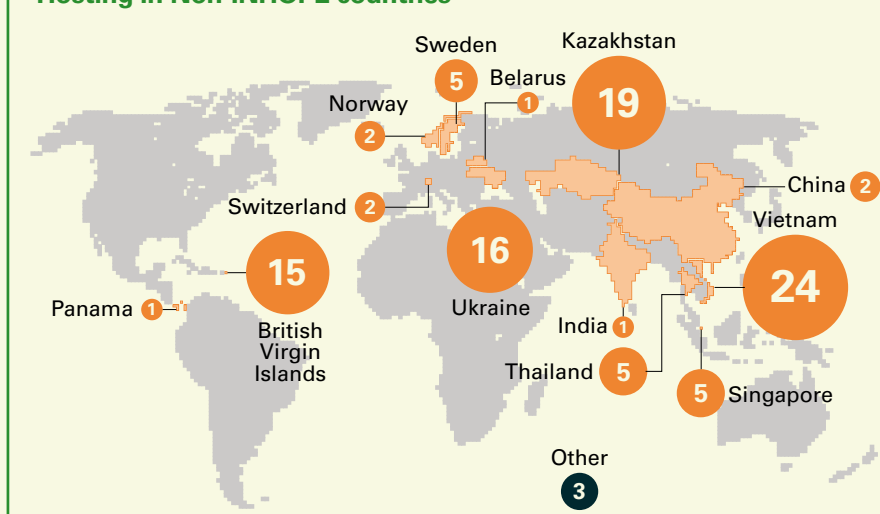 Sweden
5
Kazakhstan
19
Belarus
1
Norway
2
China 2
Switzerland 2
Vietnam
24
16
Ukraine
15
British
Virgin
Islands
Panama 1
India 1
Thailand 5
5 Singapore
Other
3